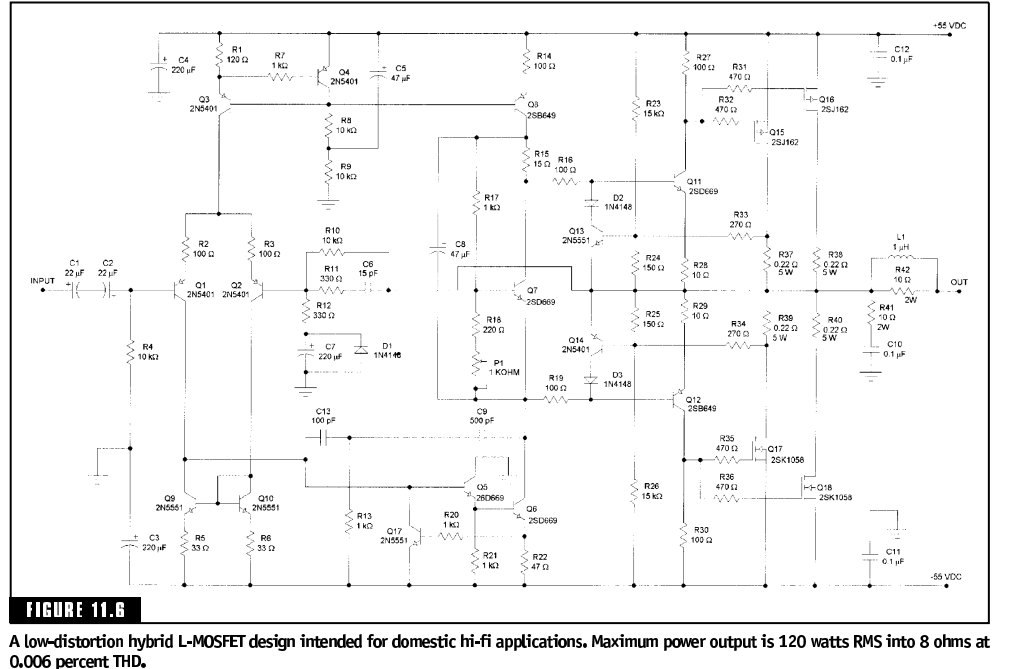 +55 VDC
C4
220 µF
R1
120 Ω
R7
1 kΩ
Q4
2N5401
C5
47 µF
R14
100 Ω
R27
100 Ω
R31
470 Ω
C12
0.1 µF
Q3
2N5401
R8
10 kΩ
Q8
2SB649
R23
15 kΩ
R32
470 Ω
Q16
2SJ162
Q15
2SJ162
R9
10 kΩ
R15
15 Ω
R16
100 Ω
Q11
2SD669
R17
1 kΩ
D2
1N4148
R2
100 Ω
R3
100 Ω
R10
10 kΩ
C8
47 µF
Q13
2N5551
R33
270 Ω
L1
1 µH
C1
22 µF
C2
22 µF
R11
330 Ω
C6
15 pF
R24
150 Ω
R28
10 Ω
R37
0.22 Ω
5 W
R38
0.22 Ω
5 W
R42
10 Ω
2W
INPUT
OUT
Q1
2N5401
Q2
2N5401
R12
330 Ω
Q7
2SD669
R29
10 Ω
R41
10 Ω
2W
R4
10 kΩ
C7
220 µF
D1
1N4148
R18
220 Ω
R25
150 Ω
R34
270 Ω
R39
0.22 Ω
5 W
R40
0.22 Ω
5 W
Q14
2N5401
C10
0.1 µF
P1
1 KOHM
R19
100 Ω
D3
1N4148
Q12
2SB649
C13
100 pF
C9
500 pF
R35
470 Ω
Q17
2SK1058
Q5
26D669
R36
470 Ω
Q18
2SK1058
Q9
2N5551
Q10
2N5551
R13
1 kΩ
Q17
2N5551
R20
1 kΩ
Q6
2SD669
R26
15 kΩ
C3
220 µF
R5
33 Ω
R6
33 Ω
R21
1 kΩ
R22
47 Ω
R30
100 Ω
C11
0.1 µF
-55 VDC
FIGURE 11.6
A low-distortion hybrid L-MOSFET design intended for domestic hi-fi applications. Maximum power output is 120 watts RMS into 8 ohms at
0.006 percent THD.